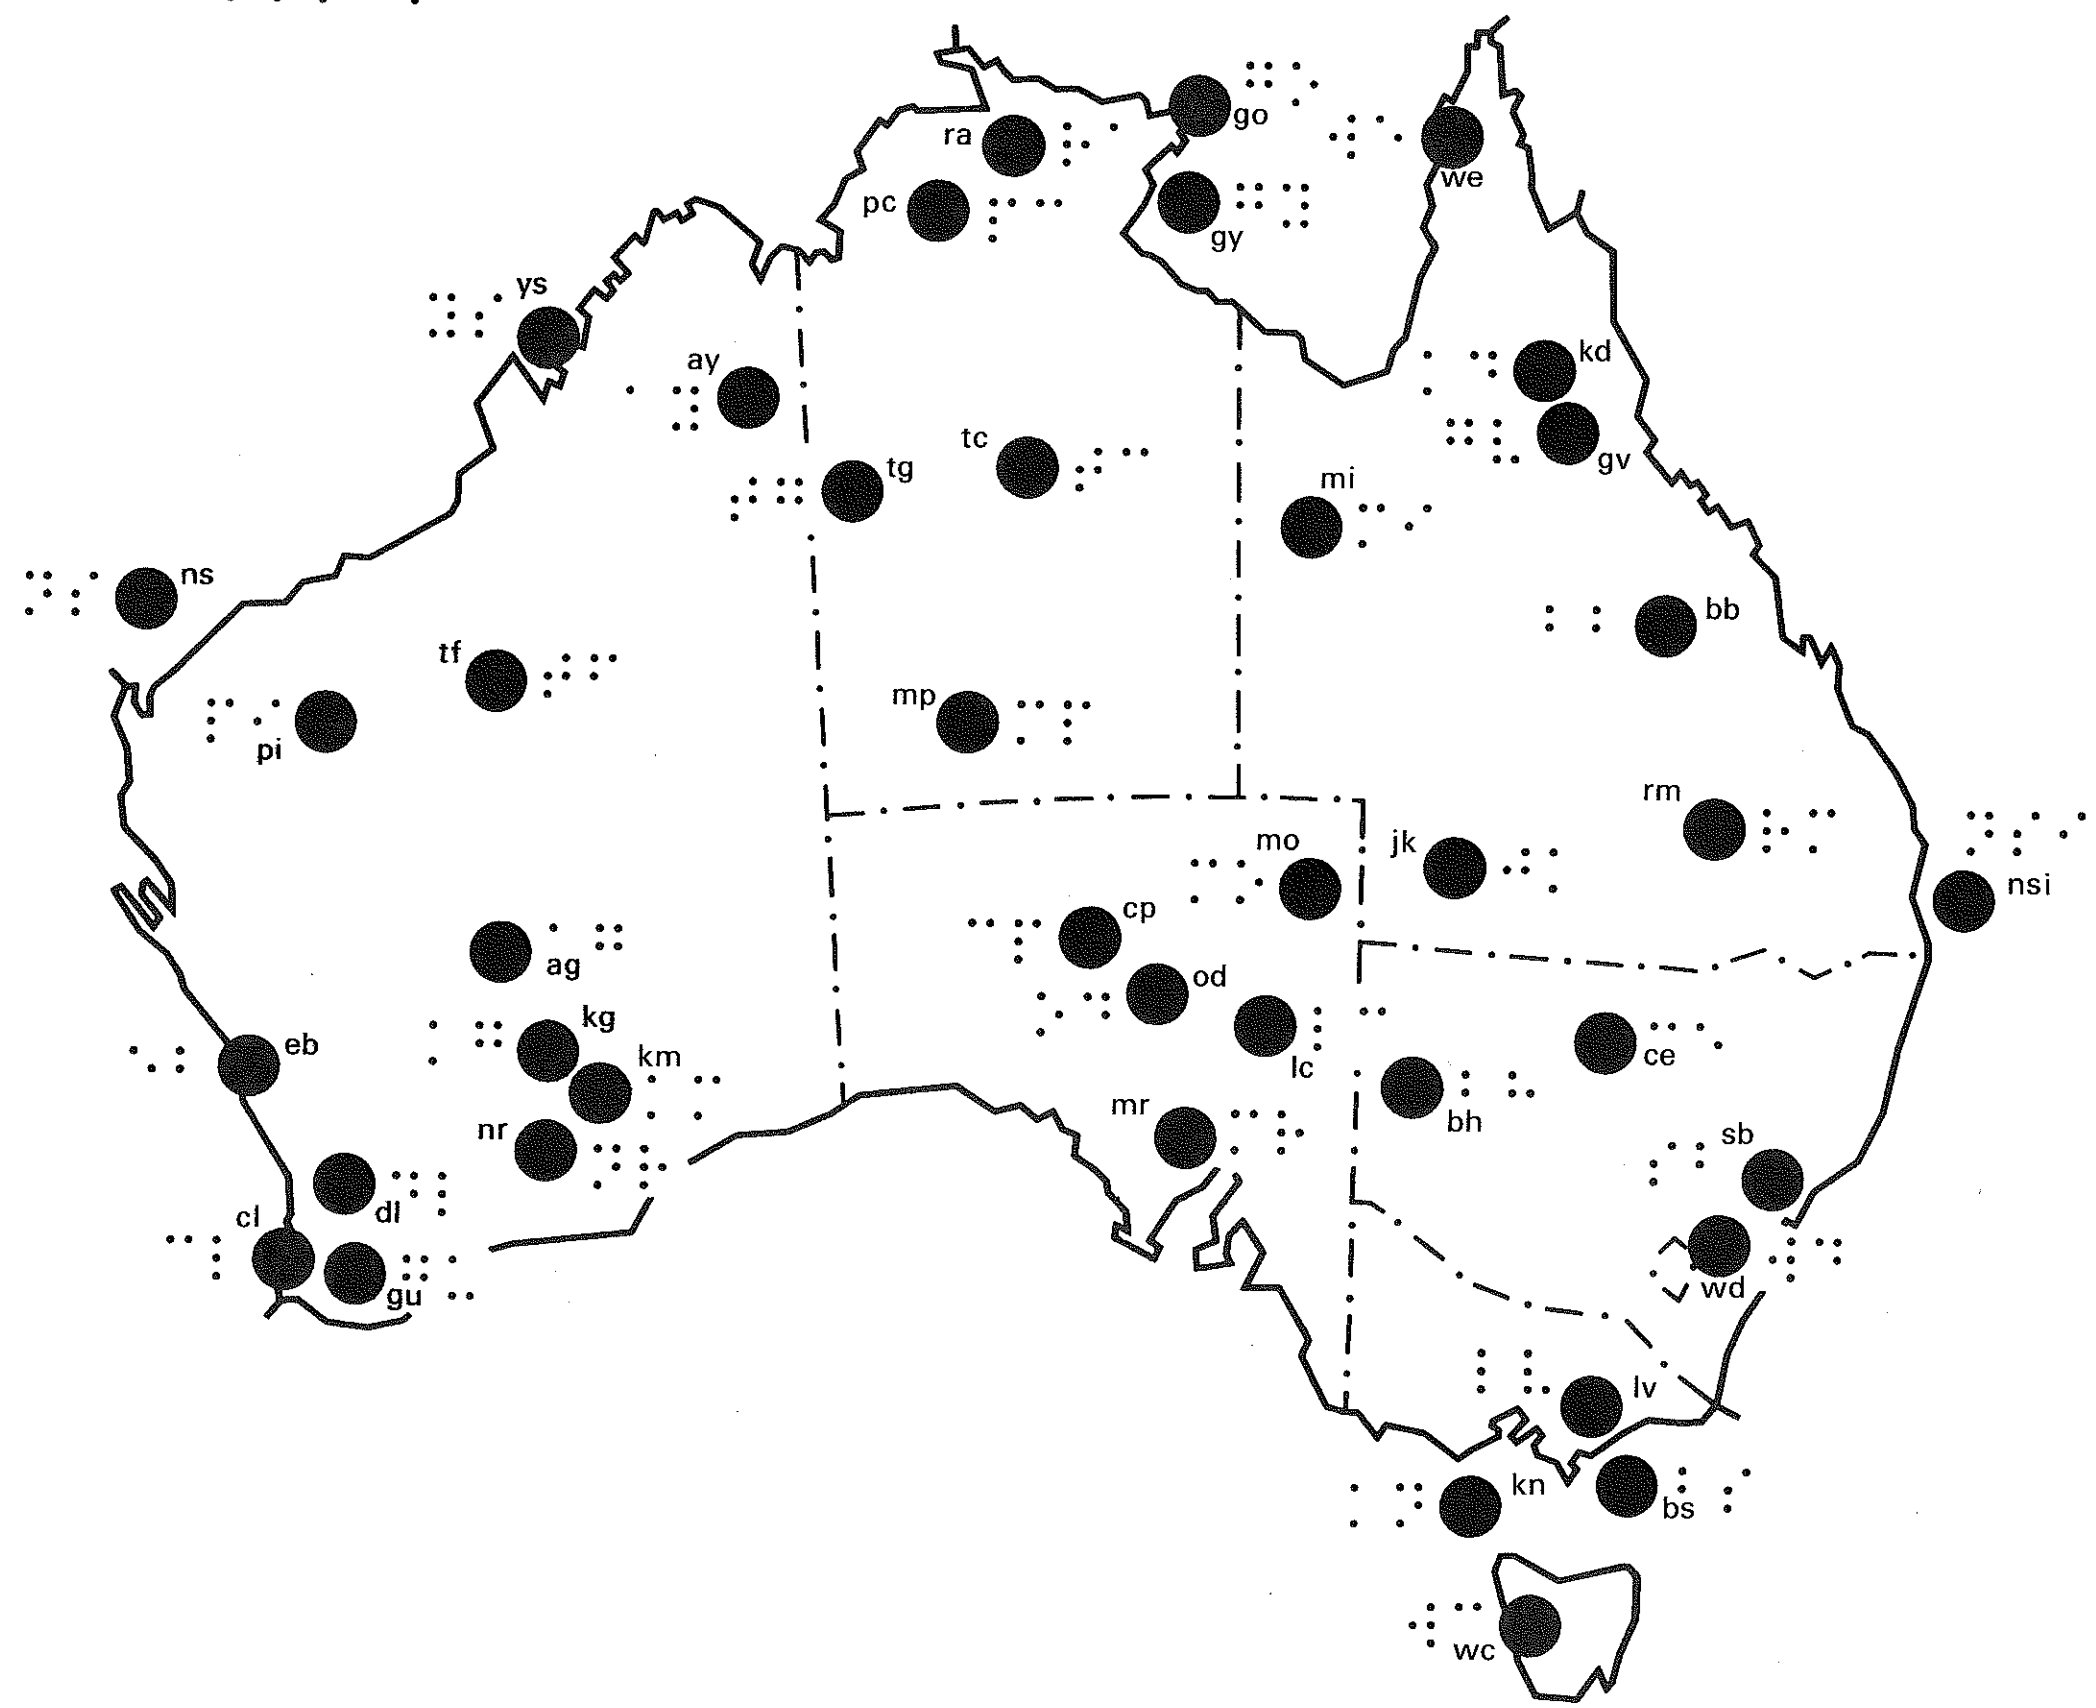 go
ra
we
pc
gy
ys
kd
ay
tc
tg
gv
mi
ns
bb
tf
mp
pi
rm
mo
jk
nsi
cp
ag
od
kg
eb
km
lc
ce
mr
bh
nr
sb
dl
cl
wd
gu
lv
kn
bs
wc